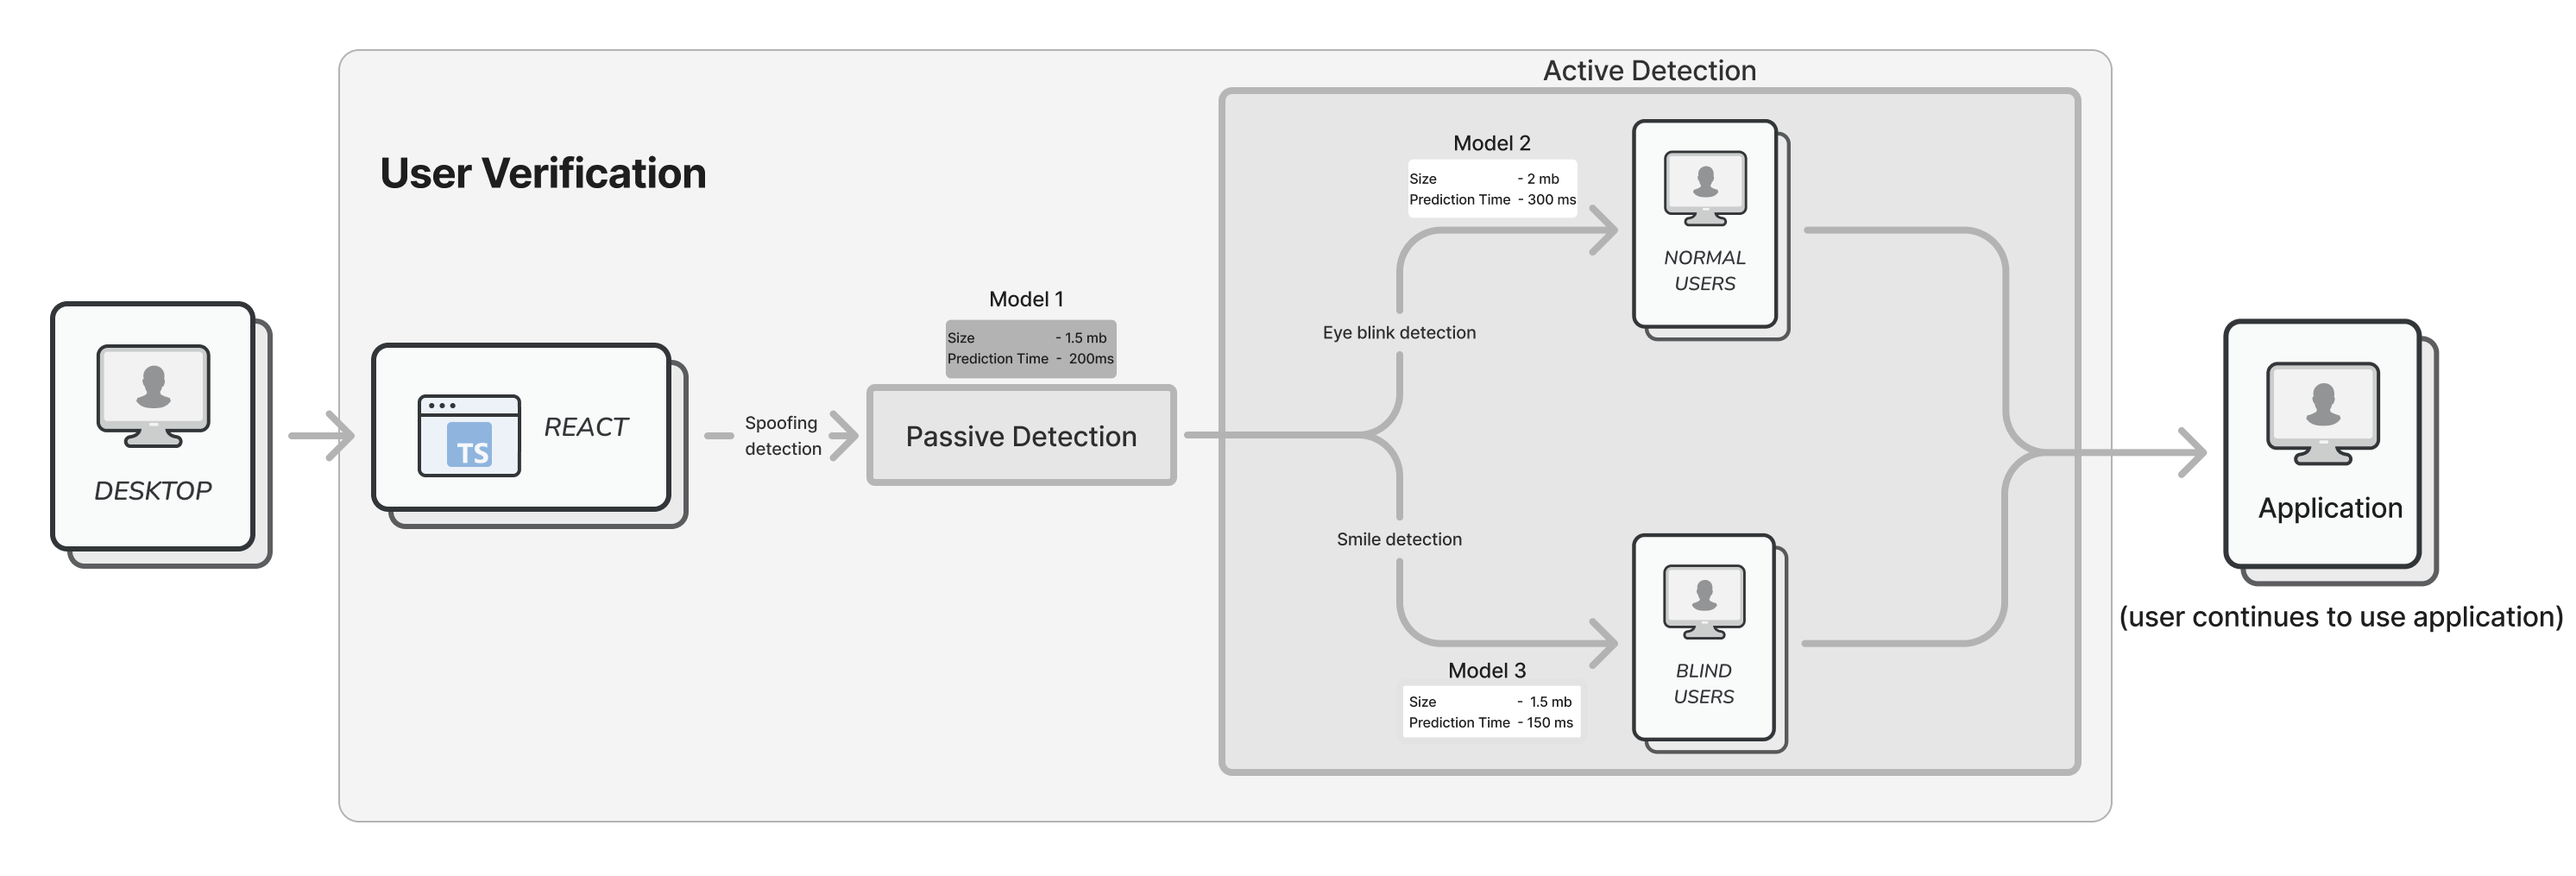 Active Detection
User Verification
Model 2
Size - 2 mb
Prediction Time - 300 ms
NORMAL
USERS
Model 1
Size - 1.5 mb
Prediction Time - 200ms
Eye blink detection
DESKTOP
TS
REACT
Spoofing
detection
Passive Detection
Smile detection
Model 3
Size - 1.5 mb
Prediction Time - 150 ms
BLIND
USERS
Application
(user continues to use application)